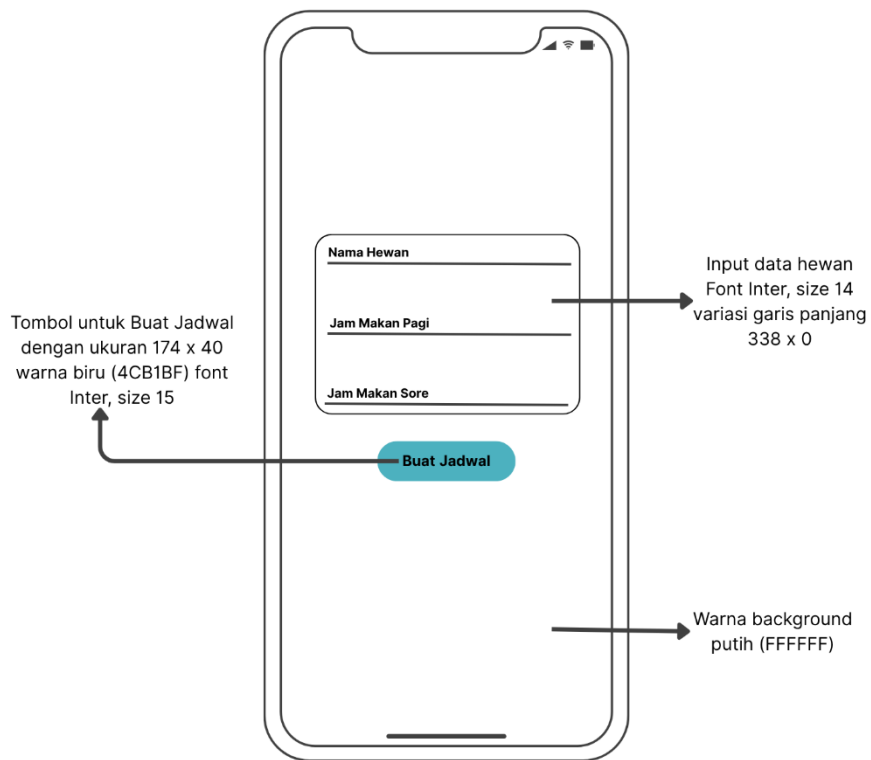 Nama Hewan
Jam Makan Pagi
Jam Makan Sore
Buat Jadwal
Tombol untuk Buat Jadwal
dengan ukuran 174 x 40
warna biru (4CB1BF) font
Inter, size 15
Input data hewan
Font Inter, size 14
variasi garis panjang
338 x 0
Warna background
putih (FFFFFF)